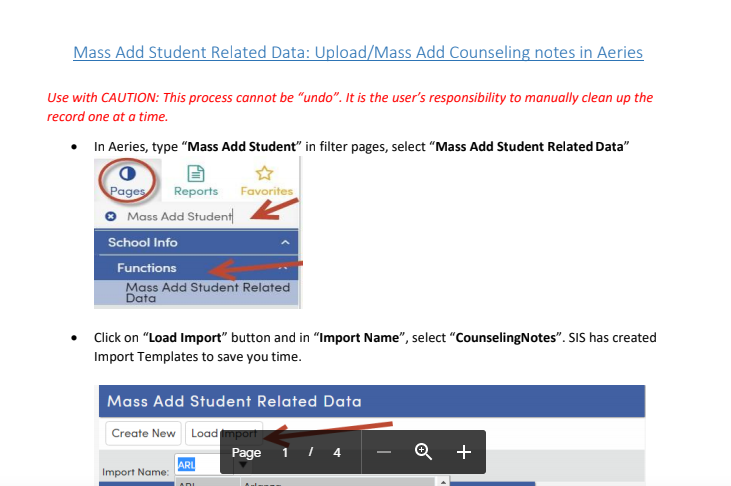 Mass Add Student Related Data: Upload/Mass Add Counseling notes in Aeries
Use with CAUTION: This process cannot be “undo”. It is the user’s responsibility to manually clean up the
record one at a time.
• In Aeries, type “Mass Add Student” in filter pages, select “Mass Add Student Related Data”
Pages Reports Favorites
Mass Add Student
School Info
Functions
Mass Add Student Related
Data
• Click on “Load Import” button and in “Import Name”, select “CounselingNotes”. SIS has created
Import Templates to save you time.
Mass Add Student Related Data
Create New Load Import
Page 1 / 4
Import Name: ARL